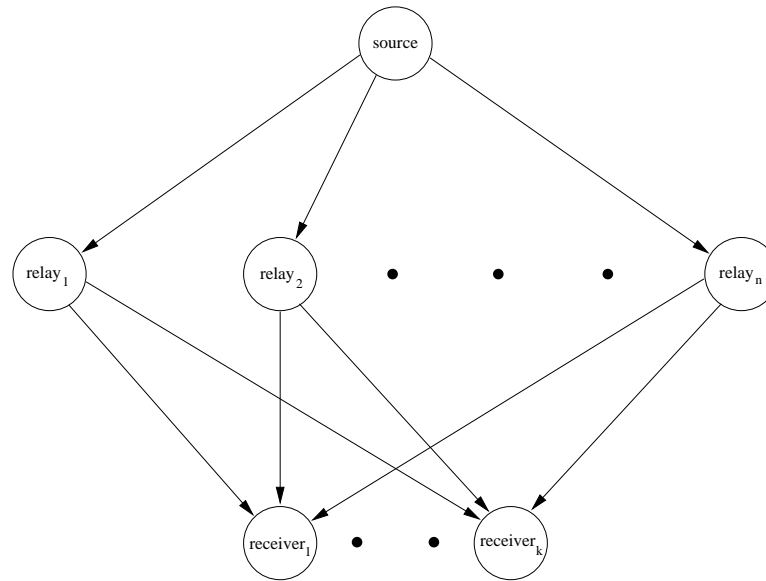 source
relay₁
relay₂
relayₙ
receiver₁
receiverₖ